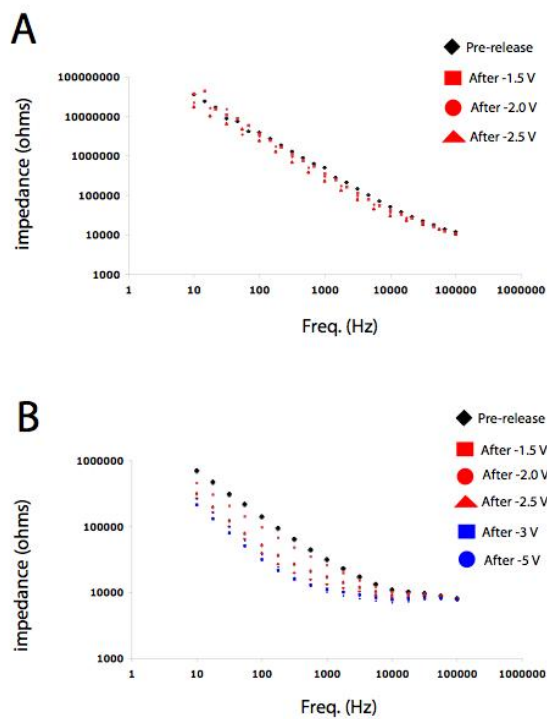 A
Pre-release
After -1.5 V
After -2.0 V
After -2.5 V
impedance (ohms)
100000000
10000000
1000000
100000
10000
1000
1 10 100 1000 10000 100000 1000000
Freq. (Hz)
B
Pre-release
After -1.5 V
After -2.0 V
After -2.5 V
After -3 V
After -5 V
impedance (ohms)
1000000
100000
10000
1000
1 10 100 1000 10000 100000 1000000
Freq. (Hz)